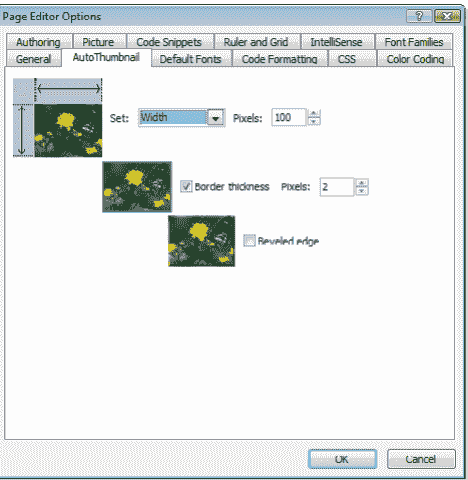 Page Editor Options
Authoring Picture Code Snippets Ruler and Grid IntelliSense Font Families
General AutoThumbnail Default Fonts Code Formatting CSS Color Coding
Set: Width Pixels: 100
Border thickness Pixels: 2
Beveled edge
OK Cancel